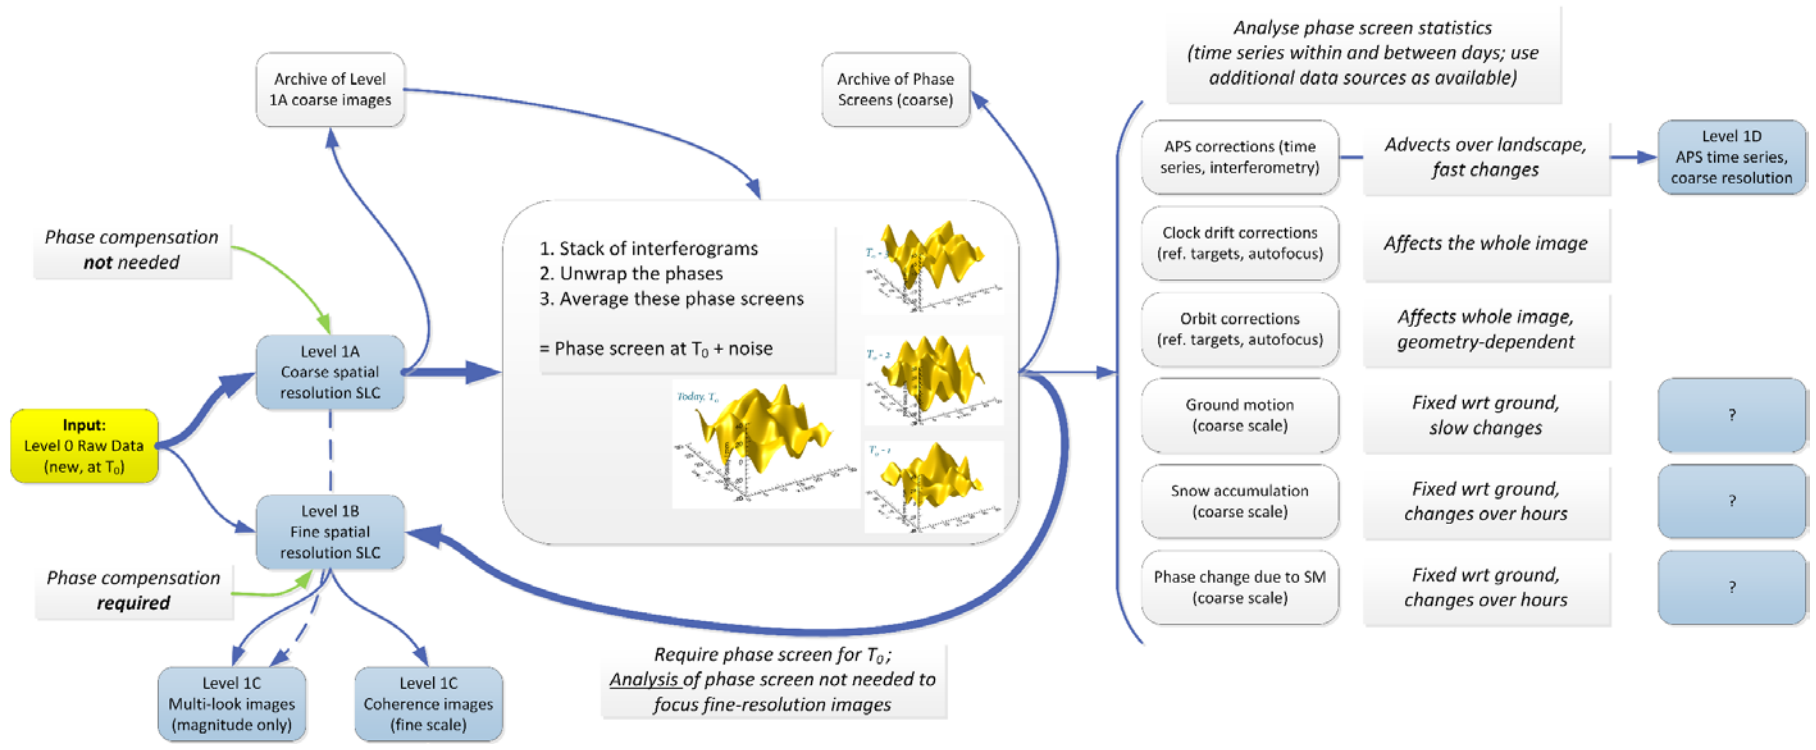 Analyse phase screen statistics
(time series within and between days; use
additional data sources as available)
Archive of Level
1A coarse images
Archive of Phase
Screens (coarse)
APS corrections (time
series, interferometry)
Advects over landscape,
fast changes
Level 1D
APS time series,
coarse resolution
Phase compensation
not needed
1. Stack of interferograms
2. Unwrap the phases
3. Average these phase screens
= Phase screen at T₀ + noise
T₀ - 3
T₀ - 2
Today, T₀
T₀ - 1
Clock drift corrections
(ref. targets, autofocus)
Affects the whole image
Orbit corrections
(ref. targets, autofocus)
Affects whole image,
geometry-dependent
Level 1A
Coarse spatial
resolution SLC
Input:
Level 0 Raw Data
(new, at T₀)
Ground motion
(coarse scale)
Fixed wrt ground,
slow changes
?
Level 1B
Fine spatial
resolution SLC
Snow accumulation
(coarse scale)
Fixed wrt ground,
changes over hours
?
Phase compensation
required
Phase change due to SM
(coarse scale)
Fixed wrt ground,
changes over hours
?
Level 1C
Multi-look images
(magnitude only)
Level 1C
Coherence images
(fine scale)
Require phase screen for T₀;
Analysis of phase screen not needed to
focus fine-resolution images